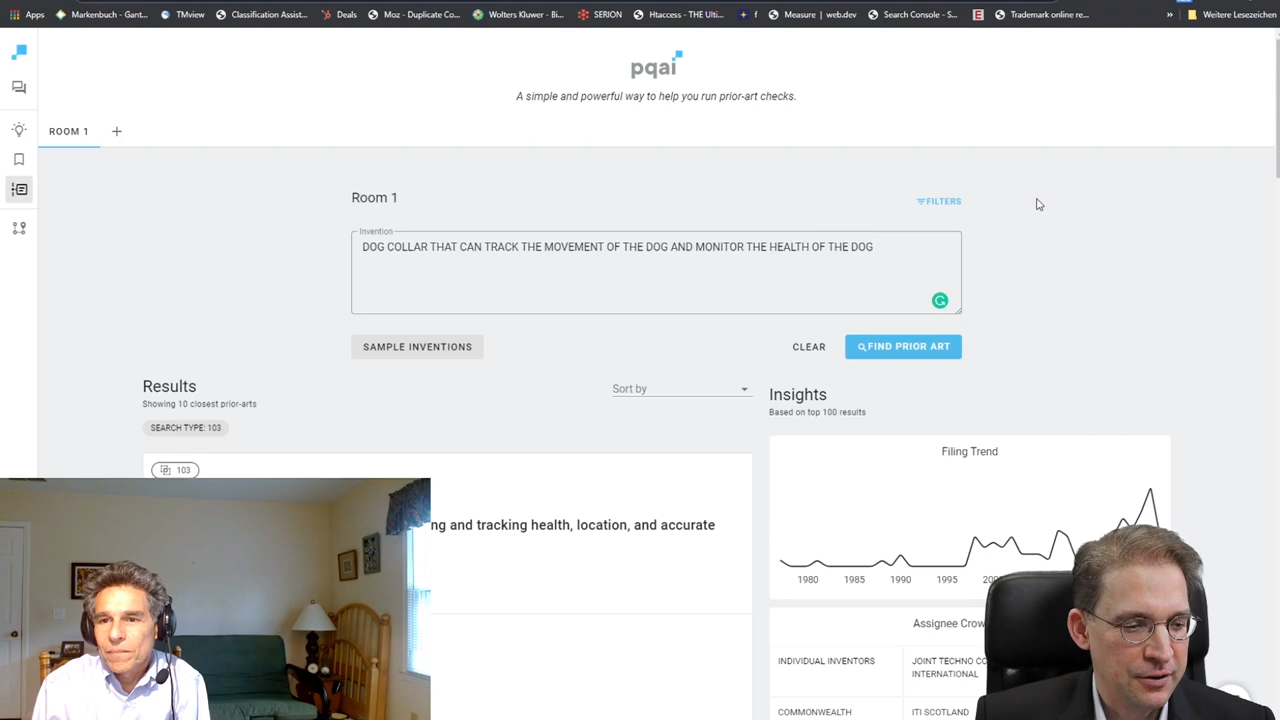 Apps
Markenbuch - Gant...
TMview
Classification Assist...
Deals
Moz - Duplicate Co...
Wolters Kluwer - Bi...
SERION
Htaccess - THE Ulti...
f
Measure | web.dev
Search Console - S...
Trademark online re...
»
Weitere Lesezeichen
pqai
A simple and powerful way to help you run prior-art checks.
ROOM 1 +
Room 1
FILTERS
Invention
DOG COLLAR THAT CAN TRACK THE MOVEMENT OF THE DOG AND MONITOR THE HEALTH OF THE DOG
SAMPLE INVENTIONS
CLEAR
FIND PRIOR ART
Results
Showing 10 closest prior-arts
SEARCH TYPE: 103
Sort by
103
ng and tracking health, location, and accurate
Insights
Based on top 100 results
Filing Trend
1980 1985 1990 1995
Assignee Crow
INDIVIDUAL INVENTORS
JOINT TECHNO CO
INTERNATIONAL
COMMONWEALTH
ITI SCOTLAND